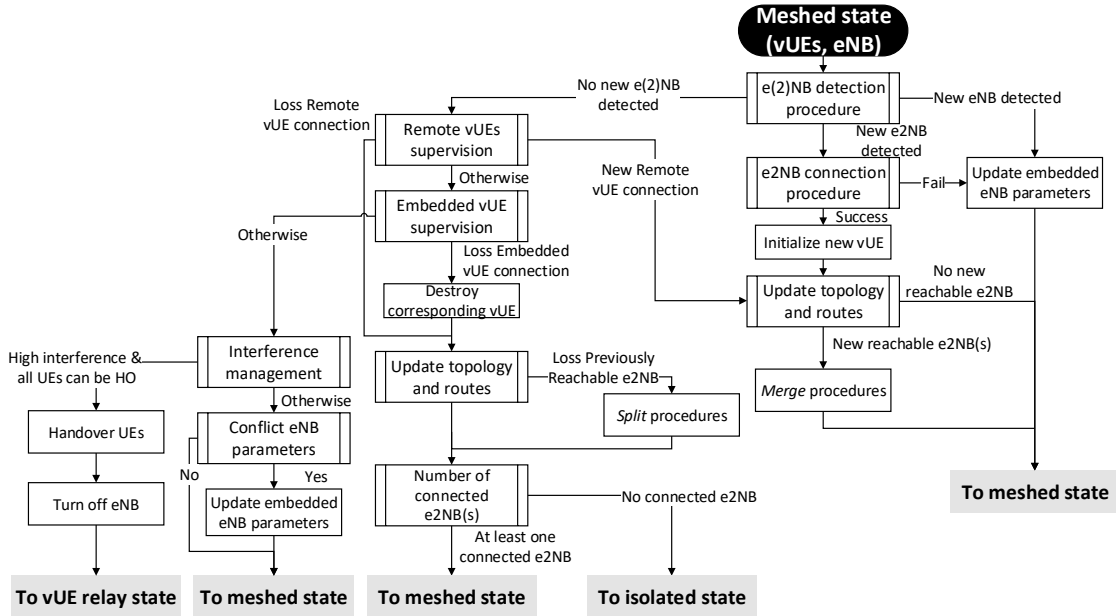 Meshed state
(vUEs, eNB)
No new e(2)NB
detected
e(2)NB detection
procedure
New eNB detected
Loss Remote
vUE connection
Remote vUEs
supervision
New e2NB
detected
New Remote
vUE connection
e2NB connection
procedure
Fail
Update embedded
eNB parameters
Otherwise
Embedded vUE
supervision
Otherwise
Success
Initialize new vUE
Loss Embedded
vUE connection
Destroy
corresponding vUE
Update topology
and routes
No new
reachable e2NB
High interference &
all UEs can be HO
Interference
management
Update topology
and routes
Loss Previously
Reachable e2NB
New reachable e2NB(s)
Merge procedures
Otherwise
Handover UEs
Conflict eNB
parameters
Split procedures
No
Yes
Number of
connected
e2NB(s)
No connected e2NB
To meshed state
Turn off eNB
Update embedded
eNB parameters
At least one
connected e2NB
To vUE relay state
To meshed state
To meshed state
To isolated state